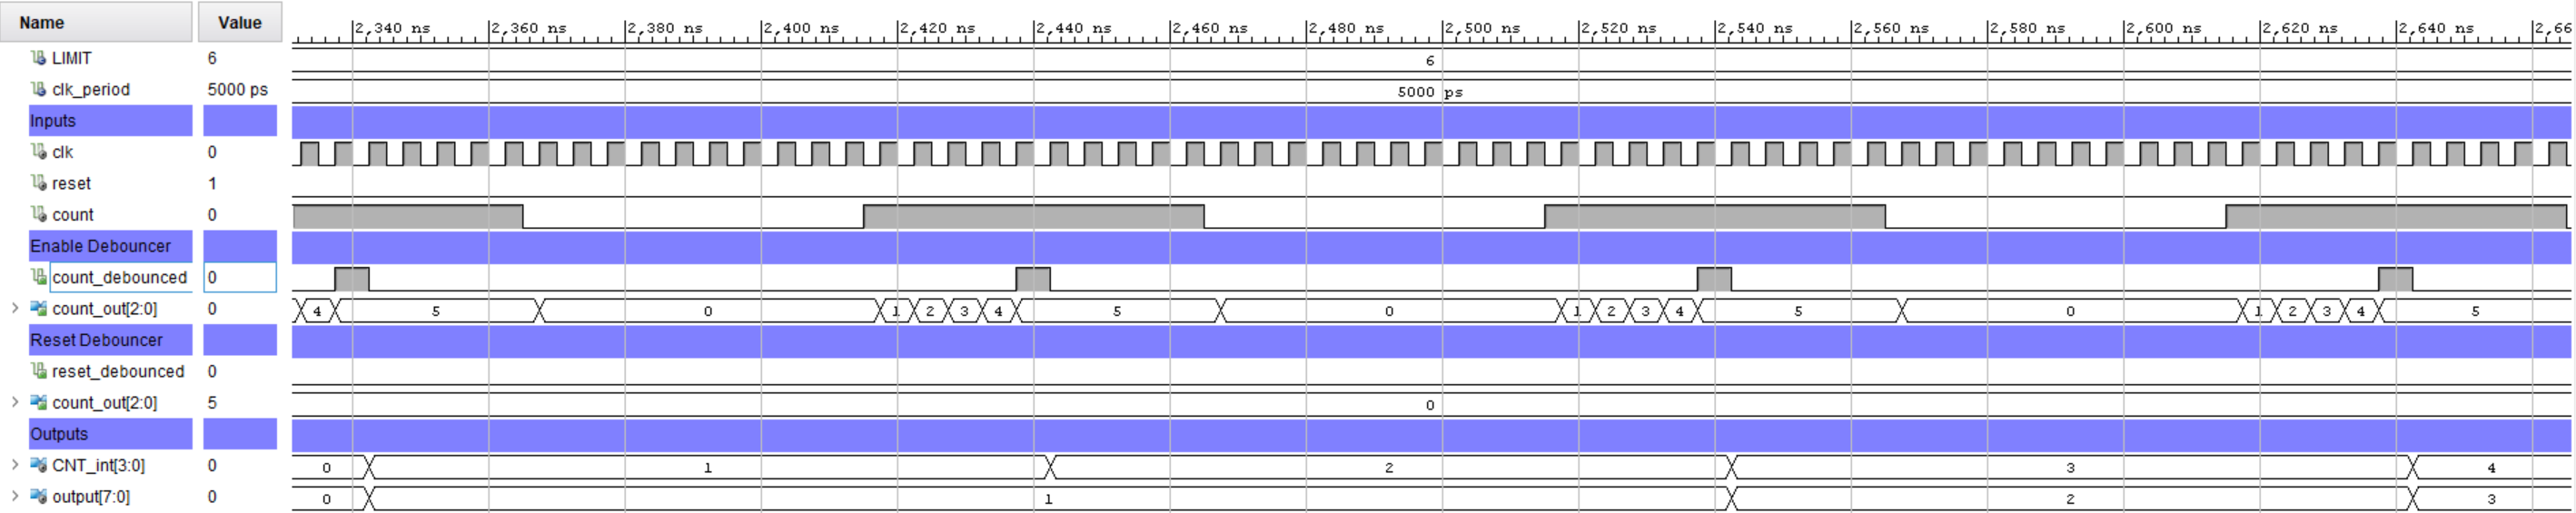 Name Value 2,340 ns 2,360 ns 2,380 ns 2,400 ns 2,420 ns 2,440 ns 2,460 ns 2,480 ns 2,500 ns 2,520 ns 2,540 ns 2,560 ns 2,580 ns 2,600 ns 2,620 ns 2,640 ns 2,66
LIMIT 6 6
clk_period 5000 ps 5000 ps
Inputs
clk 0
reset 1
count 0
Enable Debouncer
count_debounced 0
count_out[2:0] 0 4 5 0 1 2 3 4 5 0 1 2 3 4 5 0 1 2 3 4 5
Reset Debouncer
reset_debounced 0
count_out[2:0] 5 0
Outputs
CNT_int[3:0] 0 0 1 2 3 4
output[7:0] 0 0 1 2 3